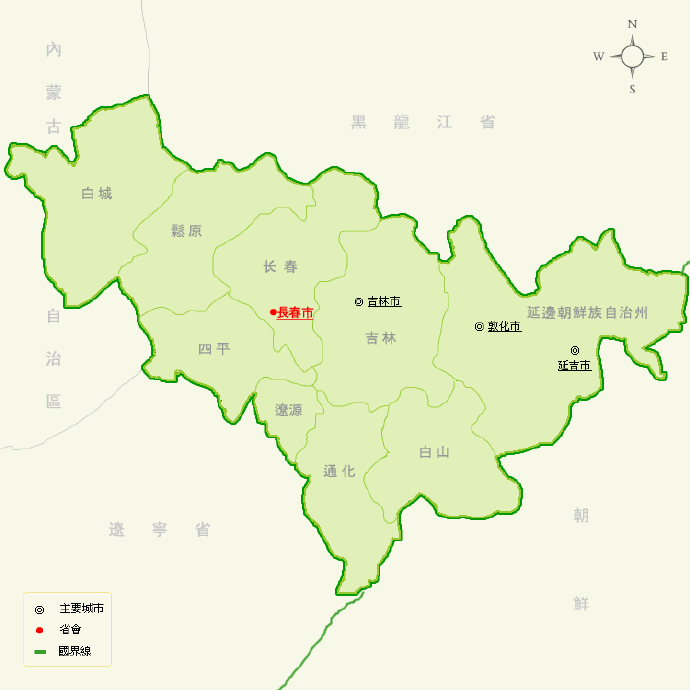 N
W E
S
內蒙古自治區
黑龍江省
白城
鬆原
长春
長春市
吉林市
吉林
敦化市
延邊朝鮮族自治州
延吉市
四平
遼源
通化
白山
遼寧省
朝鮮
主要城市
省會
國界線